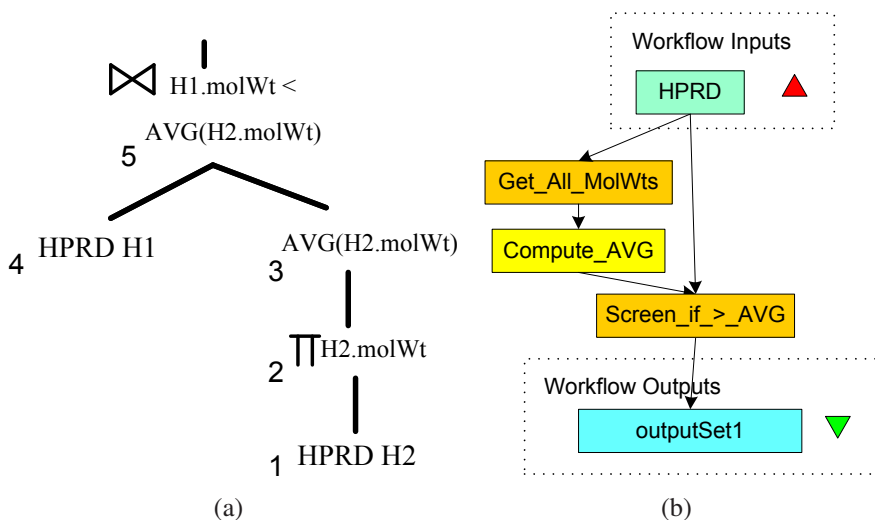 ⋈ H1.molWt <
AVG(H2.molWt)
5
HPRD H1
4
AVG(H2.molWt)
3
∏ H2.molWt
2
HPRD H2
1
(a)
Workflow Inputs
HPRD
Get_All_MolWts
Compute_AVG
Screen_if_>_AVG
Workflow Outputs
outputSet1
(b)